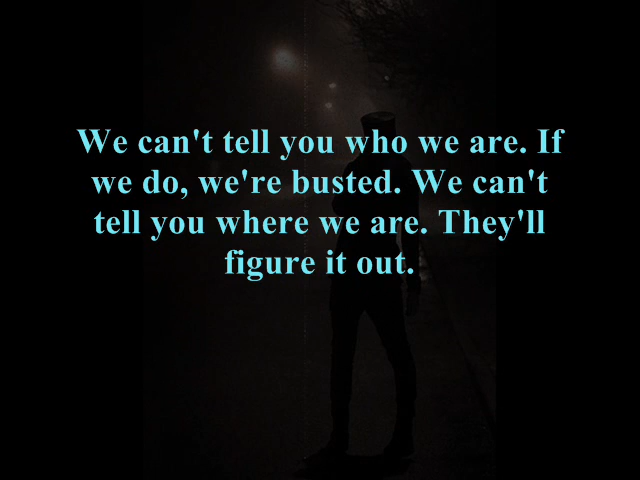 We can't tell you who we are. If
we do, we're busted. We can't
tell you where we are. They'll
figure it out.